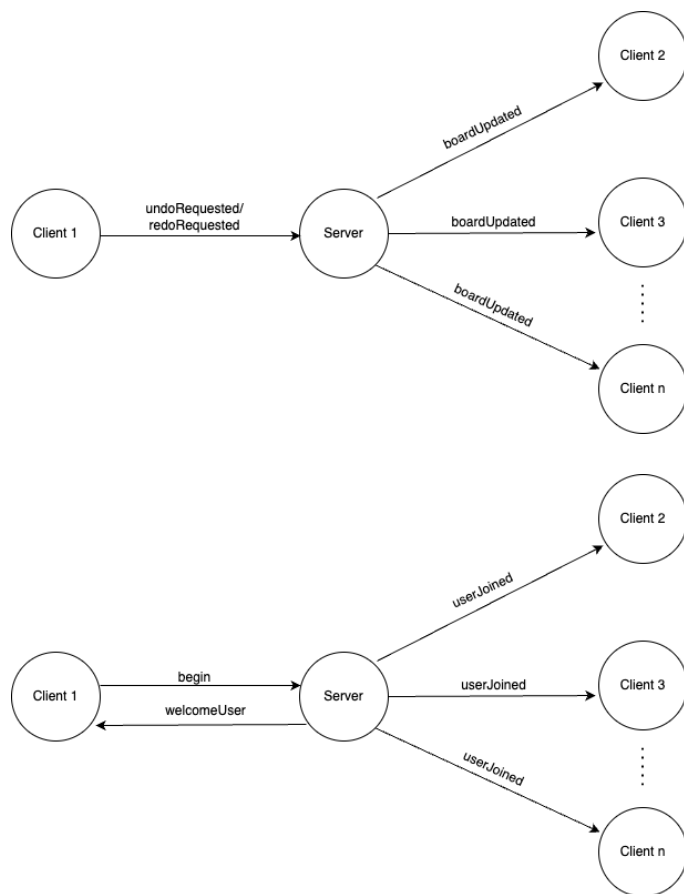 Client 2
boardUpdated
undoRequested/
redoRequested
Client 1
Server
boardUpdated
Client 3
boardUpdated
Client n
Client 2
userJoined
begin
Client 1
Server
userJoined
Client 3
welcomeUser
userJoined
Client n